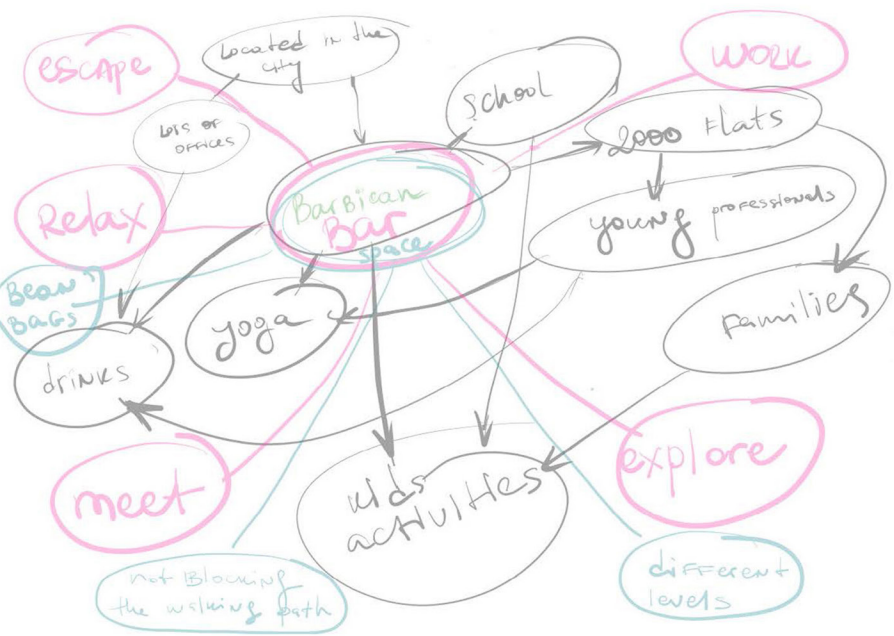 escape
Located in the
city
WORK
school
Lots of
offices
2000 Flats
Relax
Barbican
Bar
space
young professionals
Bean
BAGS
yoga
Families
drinks
meet
kids
activities
explore
not Blocking
the walking path
different
levels